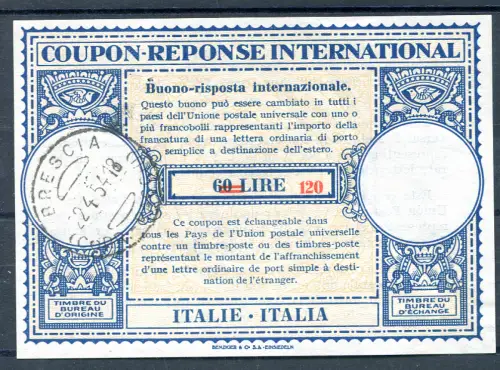 COUPON-REPONSE INTERNATIONAL
Buono-risposta internazionale.
Questo buono può essere cambiato in tutti i
paesi dell'Unione postale universale con uno o
più francobolli rappresentanti l'importo della
francatura di una lettera ordinaria di porto
semplice a destinazione dell'estero.
60 LIRE 120
Ce coupon est échangeable dans
tous les Pays de l'Union postale universelle
contre un timbre-poste ou des timbres-poste
représentant le montant de l'affranchissement
d'une lettre ordinaire de port simple à desti-
nation de l'étranger.
BRESCIA
TIMBRE DU
BUREAU
D'ORIGINE
TIMBRE DU
BUREAU
D'ÉCHANGE
ITALIE · ITALIA
BENZIGER & Co S.A. - EINSIEDELN